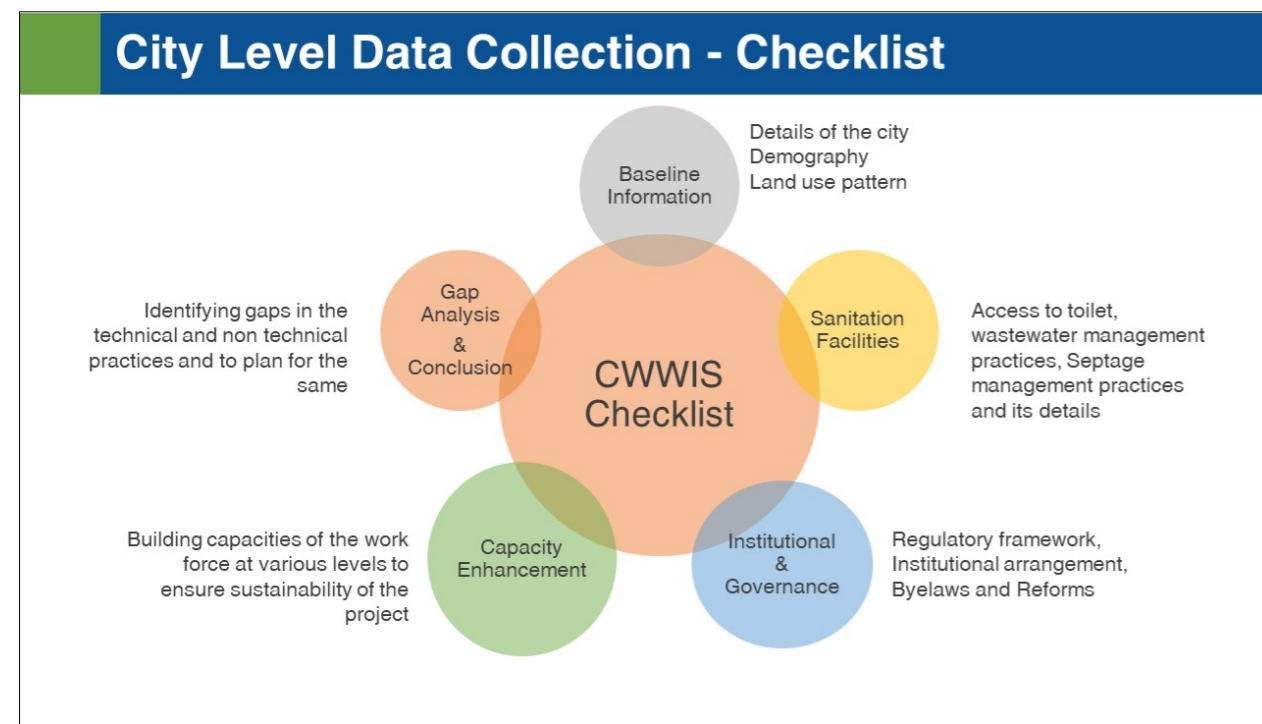 City Level Data Collection - Checklist
Baseline
Information
Details of the city
Demography
Land use pattern
Sanitation
Facilities
Access to toilet,
wastewater management
practices, Septage
management practices
and its details
Institutional
&
Governance
Regulatory framework,
Institutional arrangement,
Byelaws and Reforms
Capacity
Enhancement
Building capacities of the work
force at various levels to
ensure sustainability of the
project
Gap
Analysis
&
Conclusion
Identifying gaps in the
technical and non technical
practices and to plan for the
same
CWWIS
Checklist